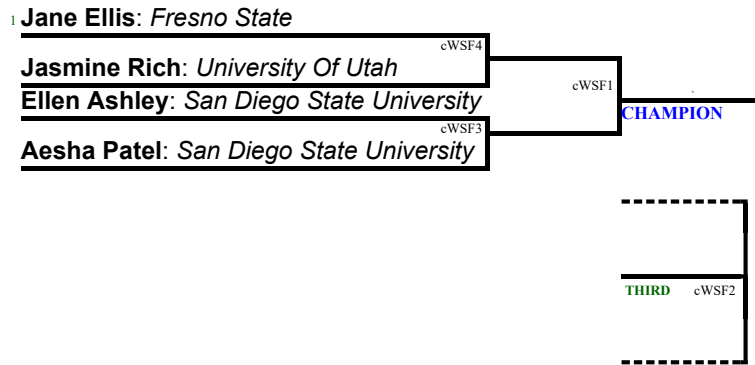 1 Jane Ellis: Fresno State
cWSF4
Jasmine Rich: University Of Utah
cWSF1
Ellen Ashley: San Diego State University
CHAMPION
cWSF3
Aesha Patel: San Diego State University
THIRD cWSF2